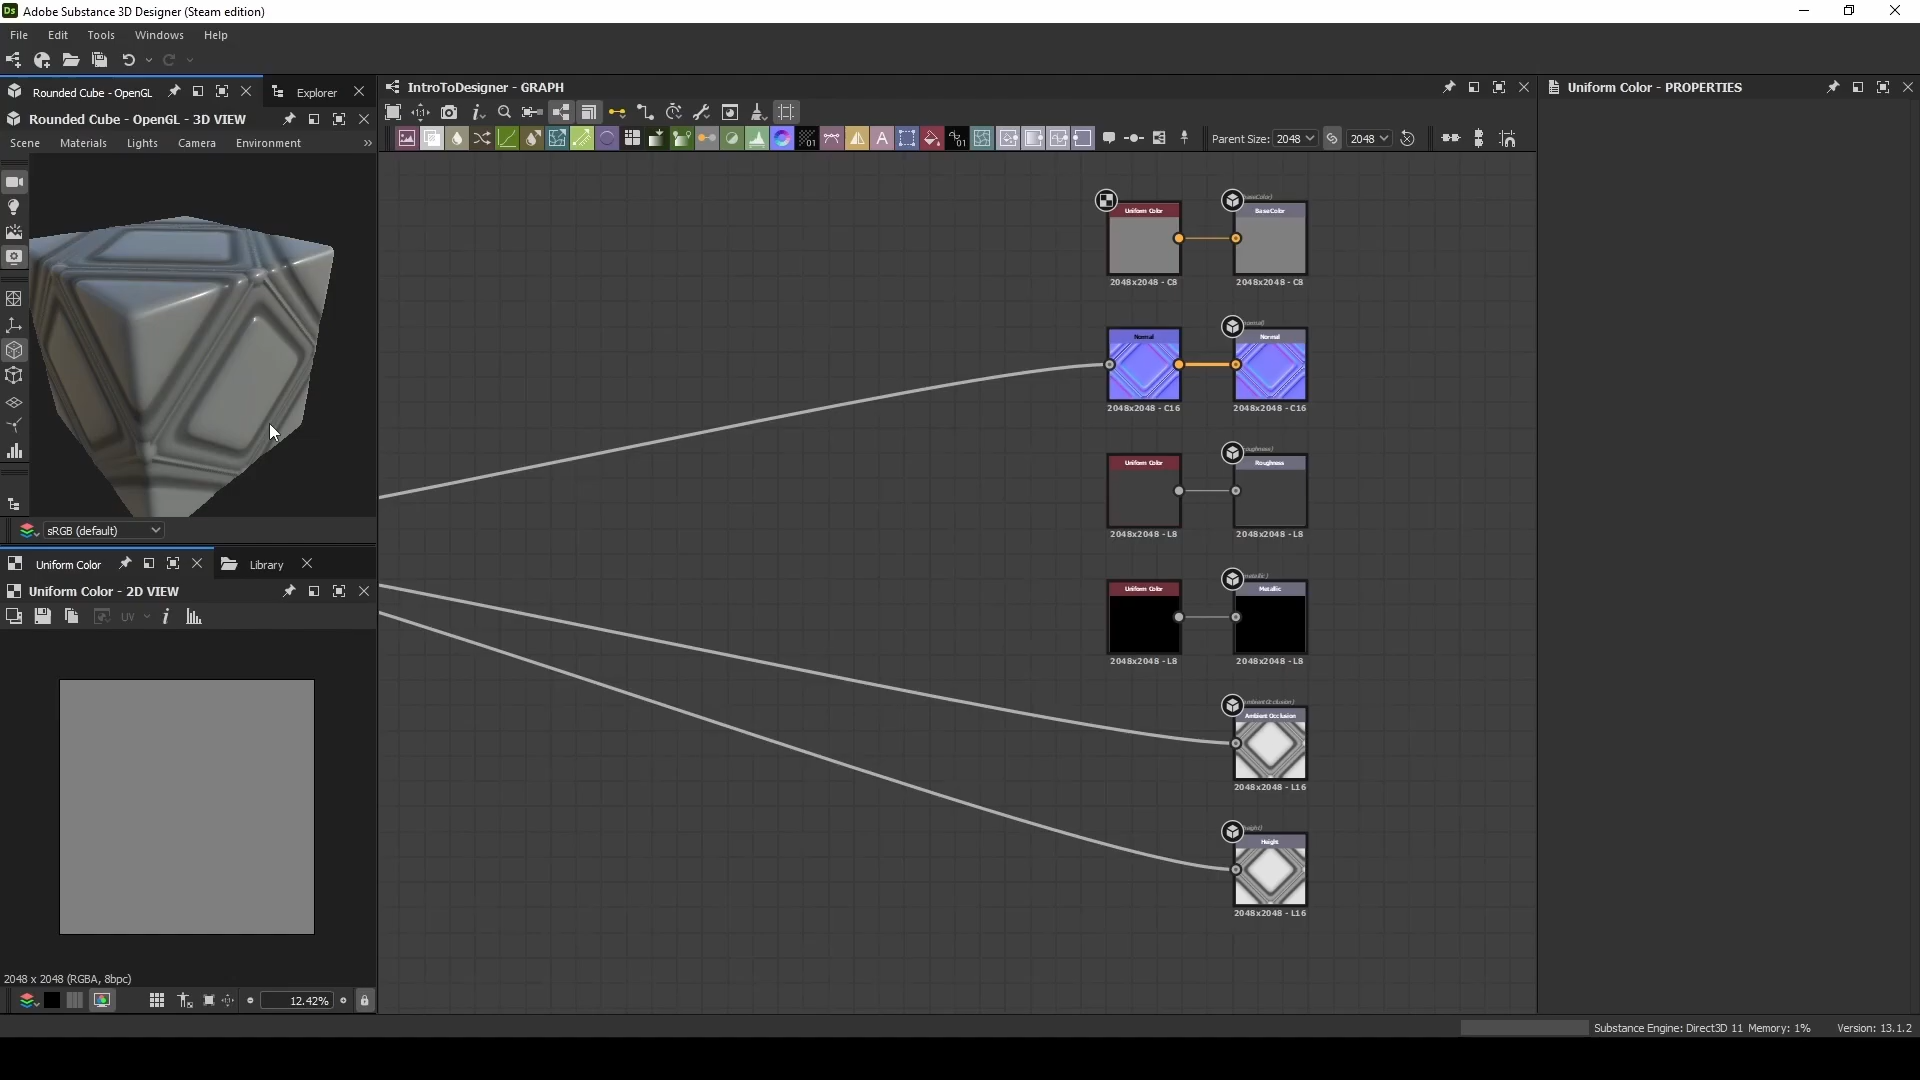 Ds Adobe Substance 3D Designer (Steam edition)
File Edit Tools Windows Help
Rounded Cube - OpenGL
Explorer
IntroToDesigner - GRAPH
Uniform Color - PROPERTIES
Rounded Cube - OpenGL - 3D VIEW
Scene Materials Lights Camera Environment »
Parent Size: 2048 2048
Uniform Color
BaseColor
2048x2048 - C8
2048x2048 - C8
Normal
Normal
2048x2048 - C16
2048x2048 - C16
Uniform Color
Roughness
2048x2048 - L8
2048x2048 - L8
Uniform Color
Metallic
2048x2048 - L8
2048x2048 - L8
Ambient Occlusion
2048x2048 - L16
Height
2048x2048 - L16
sRGB (default)
Uniform Color
Library
Uniform Color - 2D VIEW
UV
2048 x 2048 (RGBA, 8bpc)
12.42%
Substance Engine: Direct3D 11 Memory: 1% Version: 13.1.2